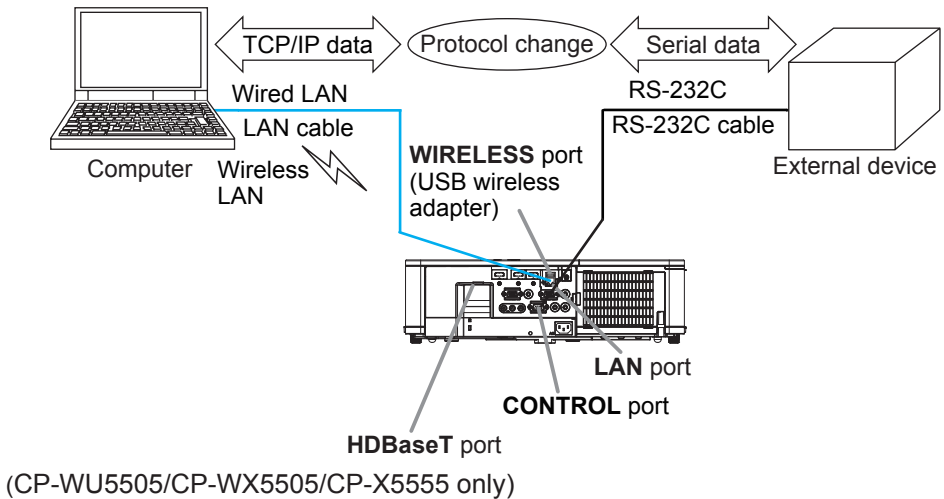 TCP/IP data
Protocol change
Serial data
Wired LAN
LAN cable
Computer
Wireless
LAN
RS-232C
RS-232C cable
External device
WIRELESS port
(USB wireless
adapter)
LAN port
CONTROL port
HDBaseT port
(CP-WU5505/CP-WX5505/CP-X5555 only)